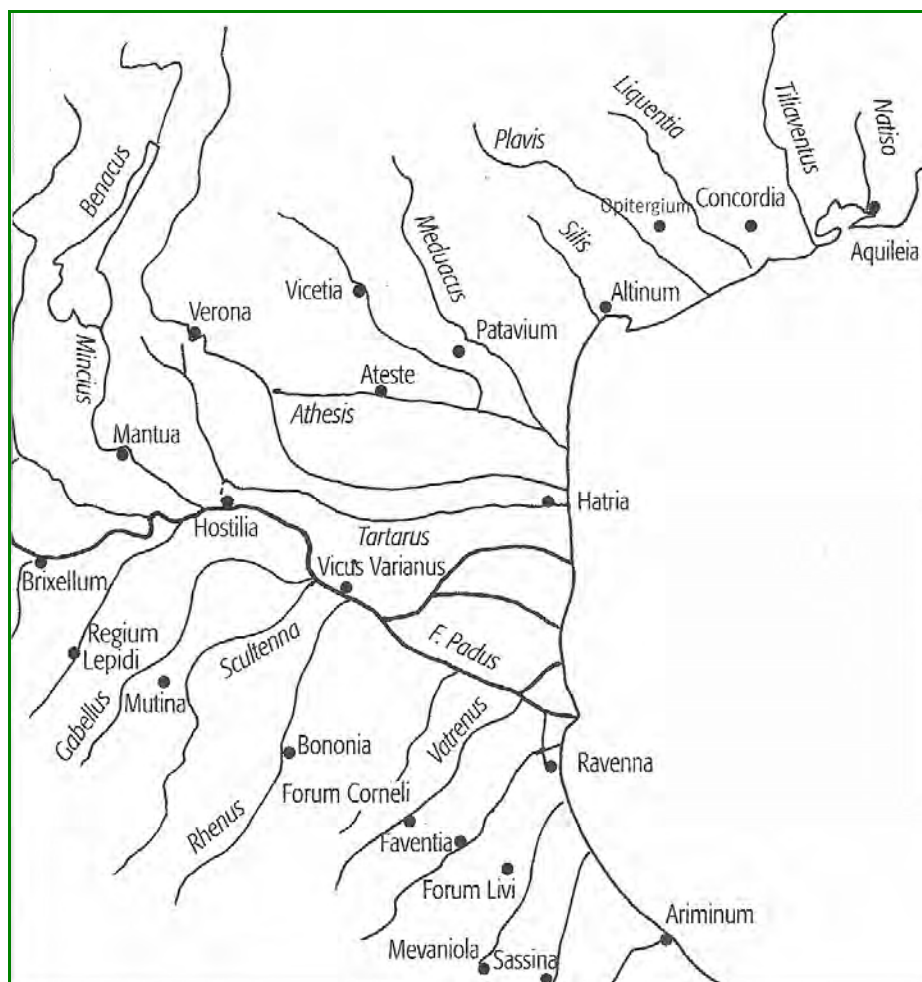 Benacus
Liquentia
Tiliaventus
Natiso
Plavis
Meduacus
Silis
Opitergium
Concordia
Aquileia
Altinum
Vicetia
Verona
Patavium
Mincius
Ateste
Athesis
Mantua
Hostilia
Hatria
Tartarus
Vicus Varianus
Brixellum
Regium
Lepidi
Scultenna
F. Padus
Gabellus
Mutina
Vatrenus
Bononia
Ravenna
Rhenus
Forum Corneli
Faventia
Forum Livi
Ariminum
Mevaniola
Sassina